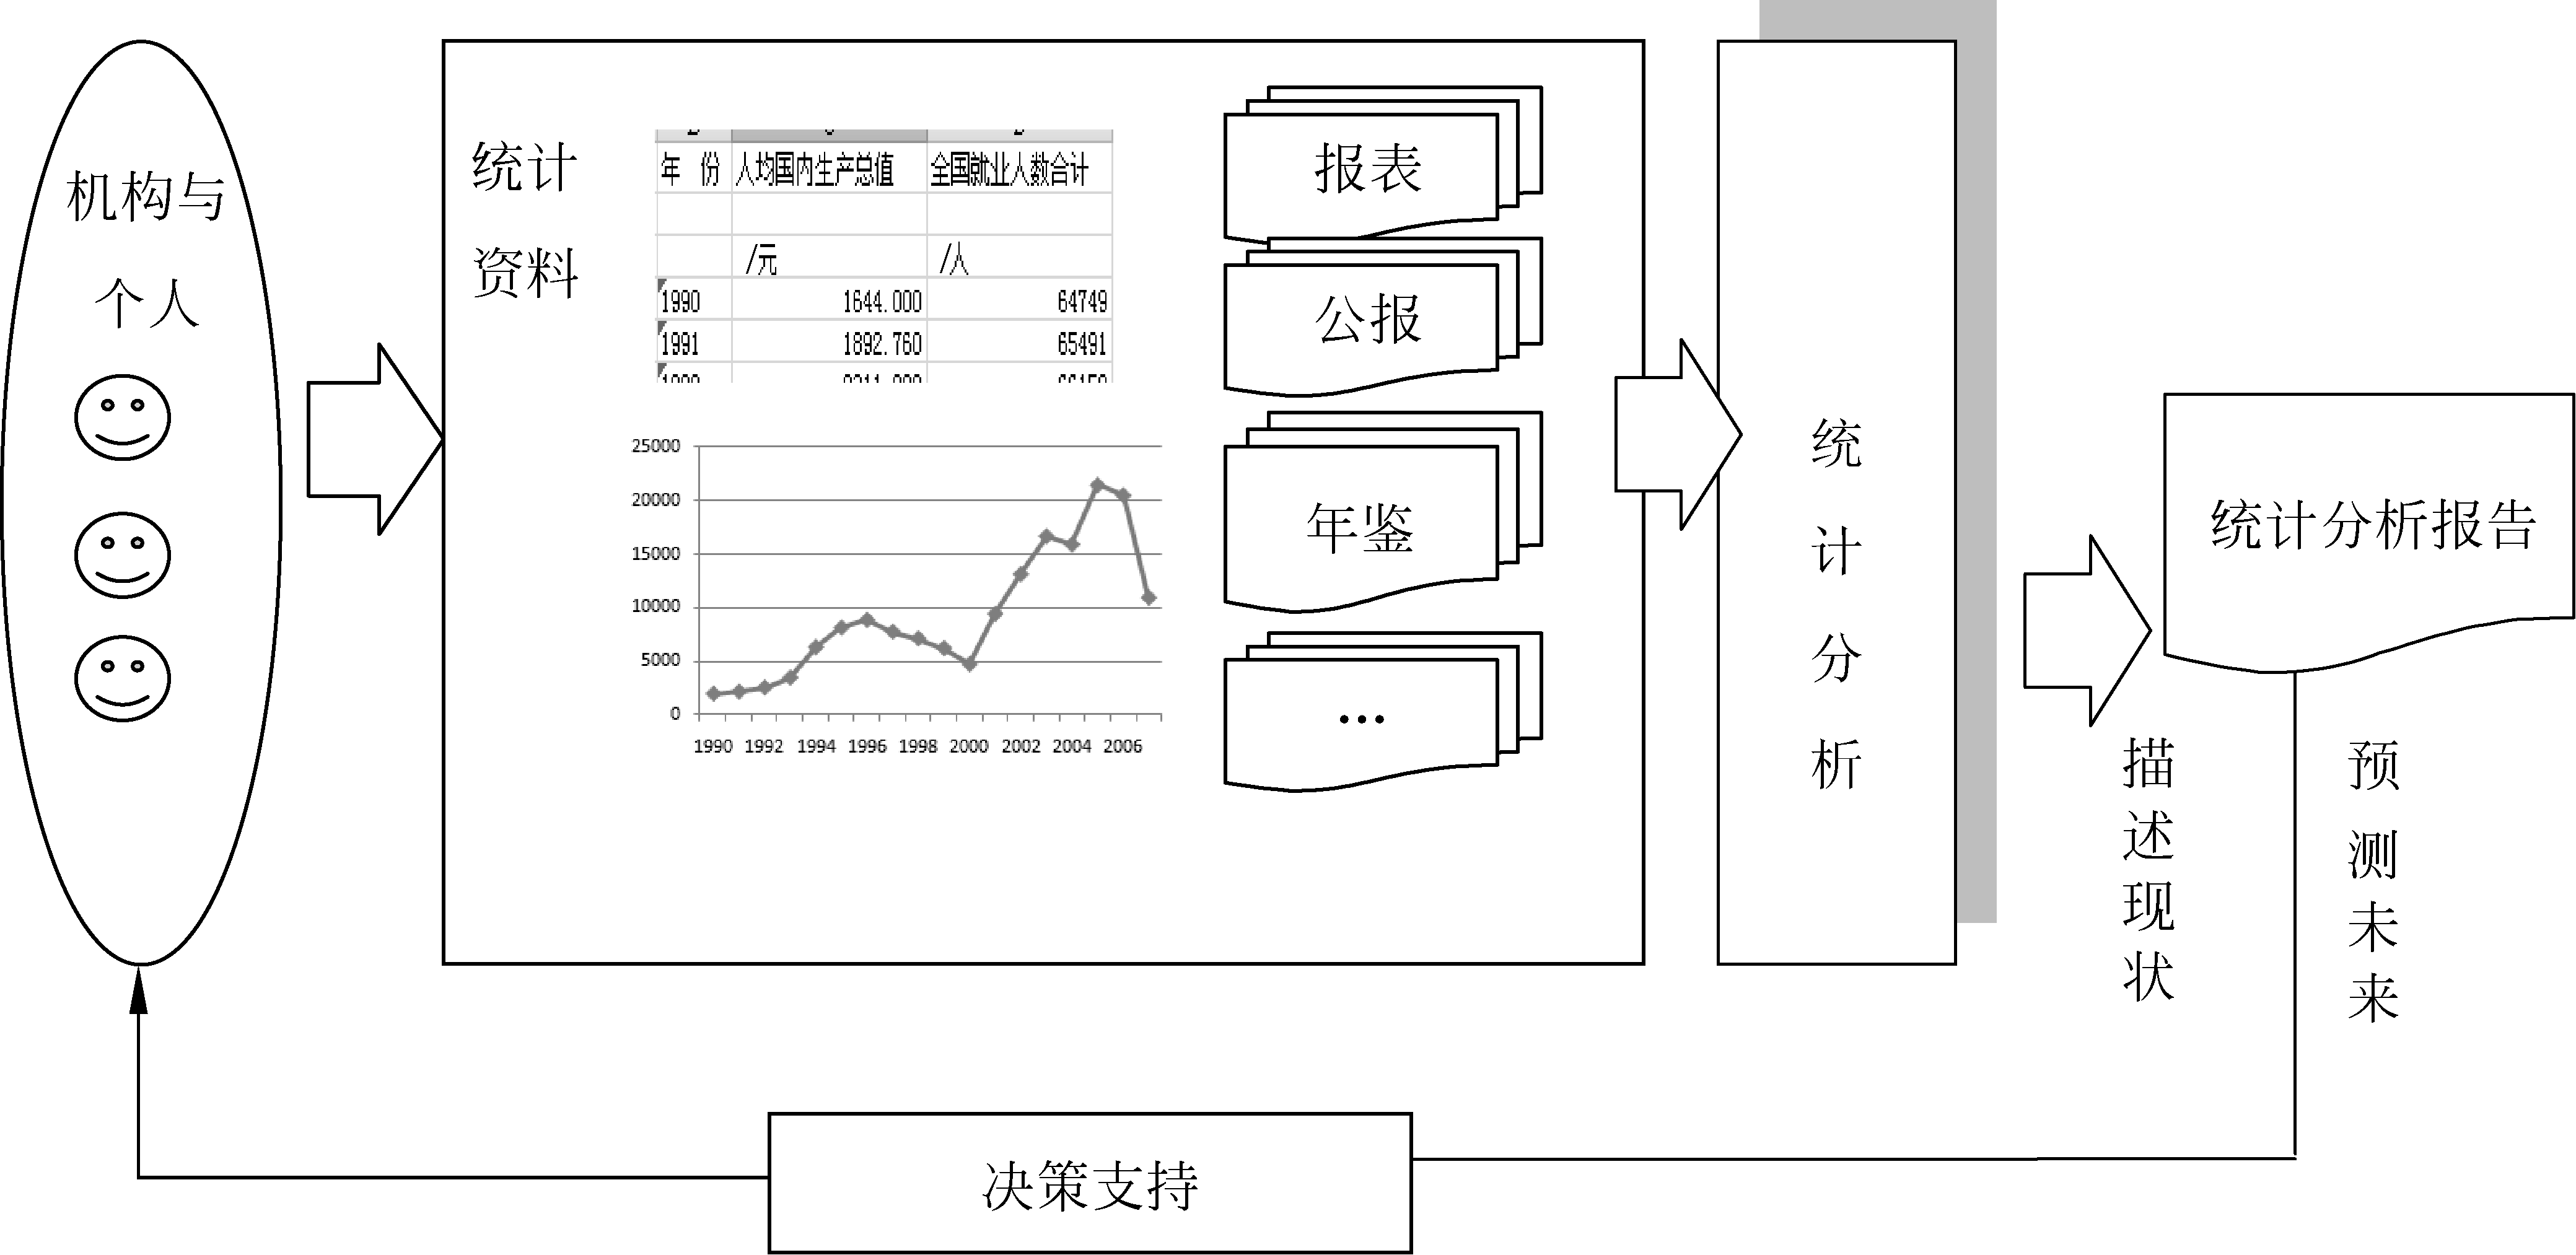 机构与
个人
统计
资料
年 份 人均国内生产总值 全国就业人数合计
/元 /人
1990 1644.000 64749
1991 1892.760 65491
25000
20000
15000
10000
5000
0
1990 1992 1994 1996 1998 2000 2002 2004 2006
报表
公报
年鉴
…
统
计
分
析
统计分析报告
描
述
现
状
预
测
未
来
决策支持